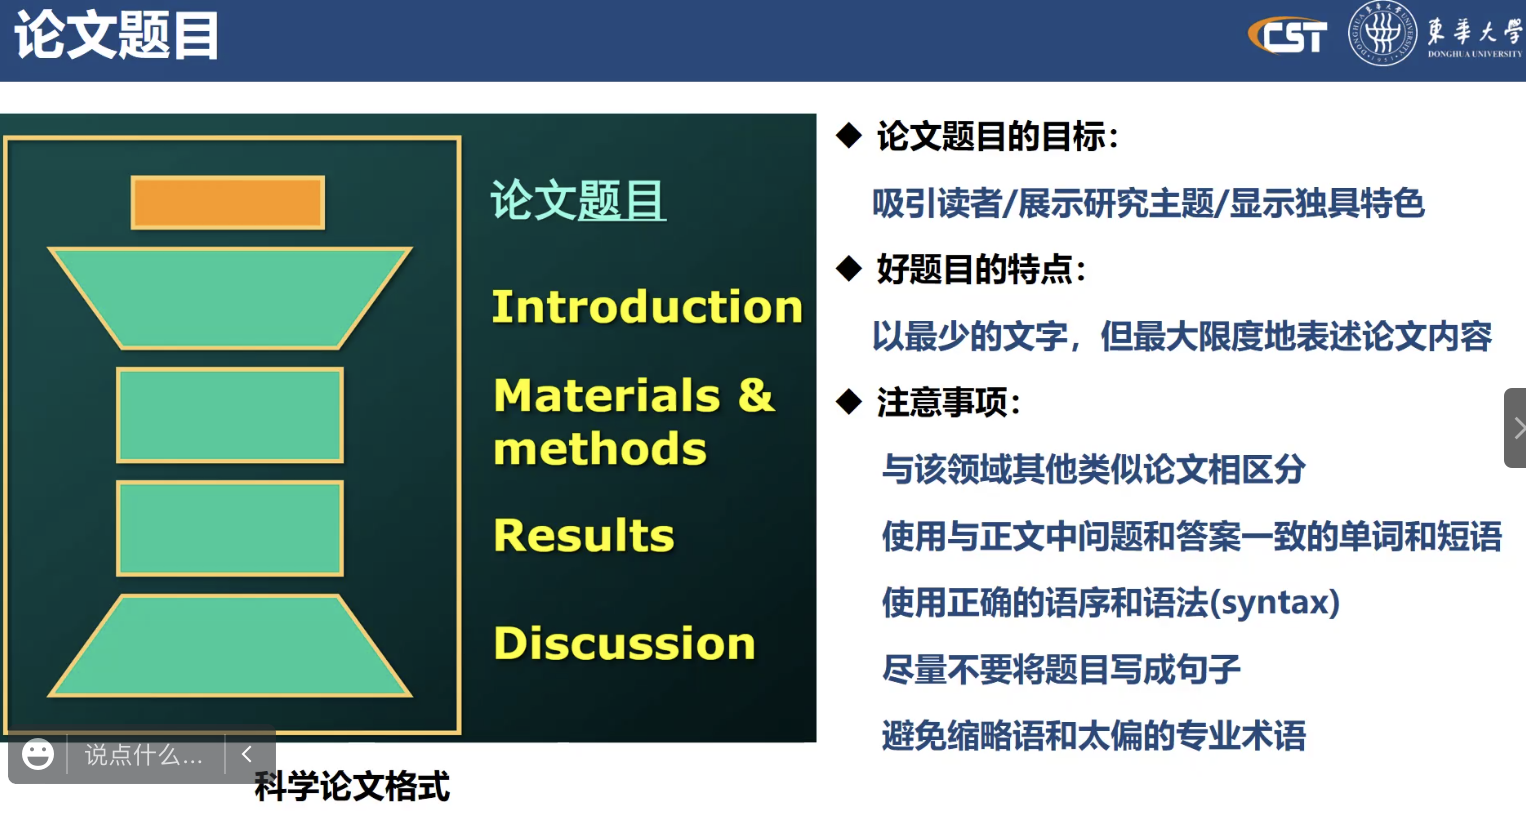 论文题目
CST
東華大學
DONGHUA UNIVERSITY
论文题目
Introduction
Materials &
methods
Results
Discussion
科学论文格式
论文题目的目标：
吸引读者/展示研究主题/显示独具特色
好题目的特点：
以最少的文字，但最大限度地表述论文内容
注意事项：
与该领域其他类似论文相区分
使用与正文中问题和答案一致的单词和短语
使用正确的语序和语法(syntax)
尽量不要将题目写成句子
避免缩略语和太偏的专业术语
说点什么...